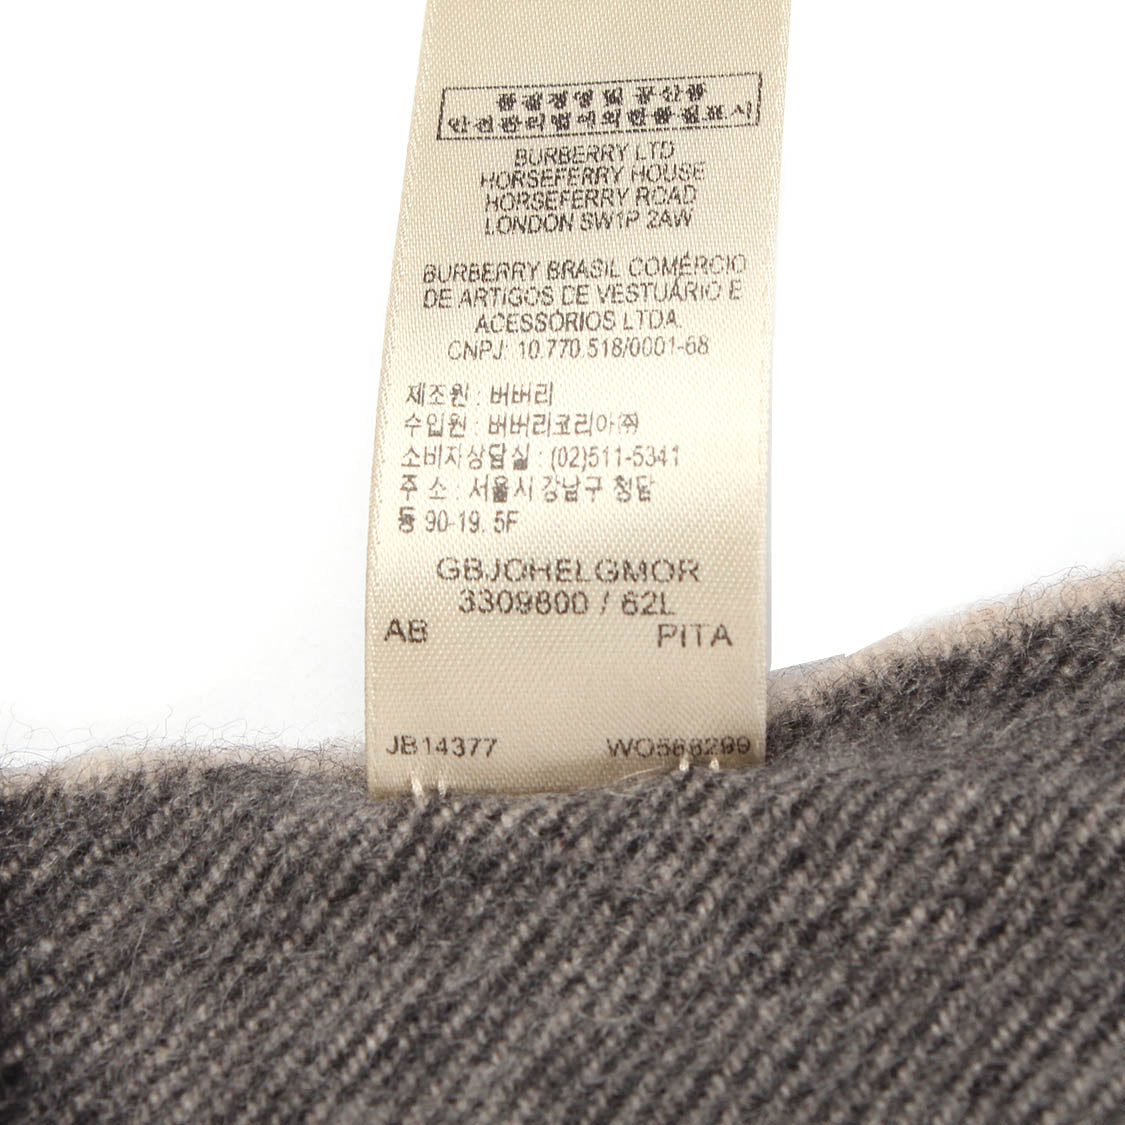 품질경영 및 공산품
안전관리법에의한품질표시
BURBERRY LTD
HORSEFERRY HOUSE
HORSEFERRY ROAD
LONDON SW1P 2AW
BURBERRY BRASIL COMÉRCIO
DE ARTIGOS DE VESTUÁRIO E
ACESSÓRIOS LTDA.
CNPJ: 10.770.518/0001-68
제조원 : 버버리
수입원 : 버버리코리아㈜
소비자상담실 : (02)511-5341
주 소 : 서울시 강남구 청담
동 90-19. 5F
GBJOHELGMOR
3309800 / 62L
AB PITA
JB14377 WO568299